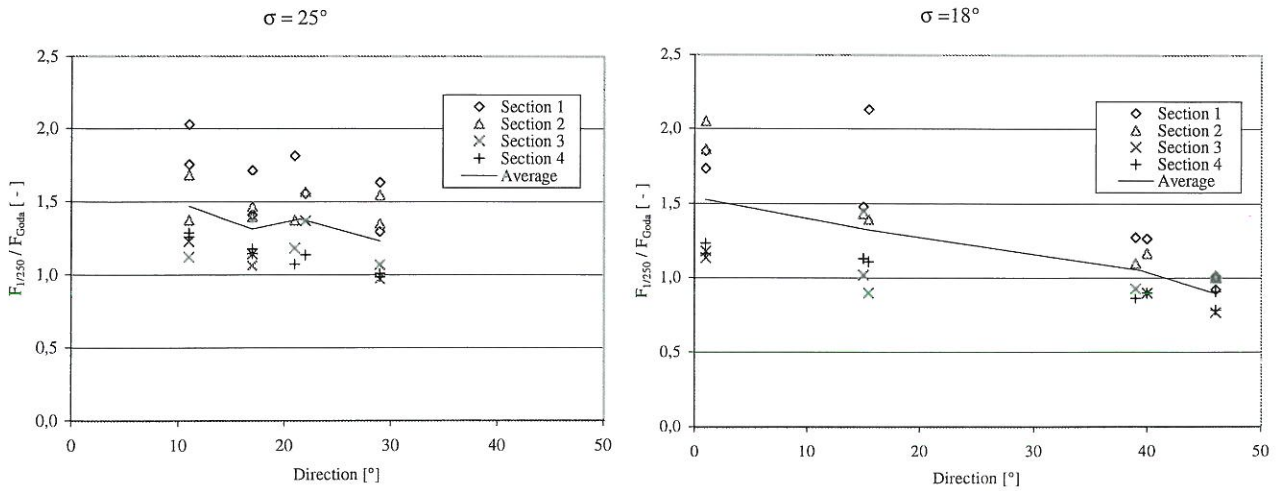 σ = 25°
2,5
2,0
1,5
1,0
0,5
0,0
0
10
20
30
40
50
F1/250 / FGoda [ - ]
Direction [°]
Section 1
Section 2
Section 3
Section 4
Average
σ =18°
2,5
2,0
1,5
1,0
0,5
0,0
0
10
20
30
40
50
F1/250 / FGoda [ - ]
Direction [°]
Section 1
Section 2
Section 3
Section 4
Average